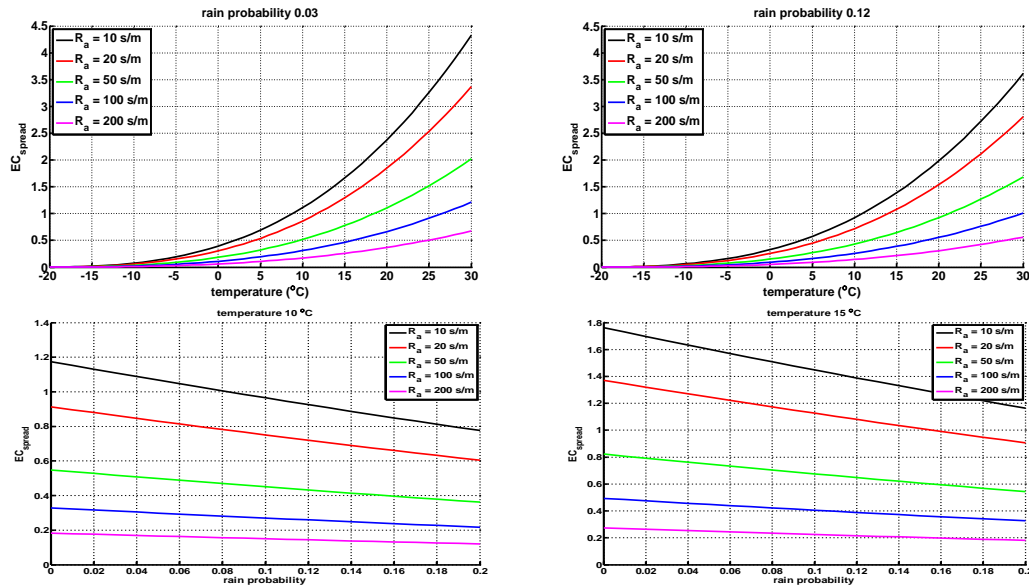 rain probability 0.03
4.5
4
3.5
3
2.5
2
1.5
1
0.5
0
EC_spread
R_a = 10 s/m
R_a = 20 s/m
R_a = 50 s/m
R_a = 100 s/m
R_a = 200 s/m
-20 -15 -10 -5 0 5 10 15 20 25 30
temperature (°C)
rain probability 0.12
4.5
4
3.5
3
2.5
2
1.5
1
0.5
0
EC_spread
R_a = 10 s/m
R_a = 20 s/m
R_a = 50 s/m
R_a = 100 s/m
R_a = 200 s/m
-20 -15 -10 -5 0 5 10 15 20 25 30
temperature (°C)
temperature 10 °C
1.4
1.2
1
0.8
0.6
0.4
0.2
0
EC_spread
R_a = 10 s/m
R_a = 20 s/m
R_a = 50 s/m
R_a = 100 s/m
R_a = 200 s/m
0 0.02 0.04 0.06 0.08 0.1 0.12 0.14 0.16 0.18 0.2
rain probability
temperature 15 °C
1.8
1.6
1.4
1.2
1
0.8
0.6
0.4
0.2
0
EC_spread
R_a = 10 s/m
R_a = 20 s/m
R_a = 50 s/m
R_a = 100 s/m
R_a = 200 s/m
0 0.02 0.04 0.06 0.08 0.1 0.12 0.14 0.16 0.18
rain probability